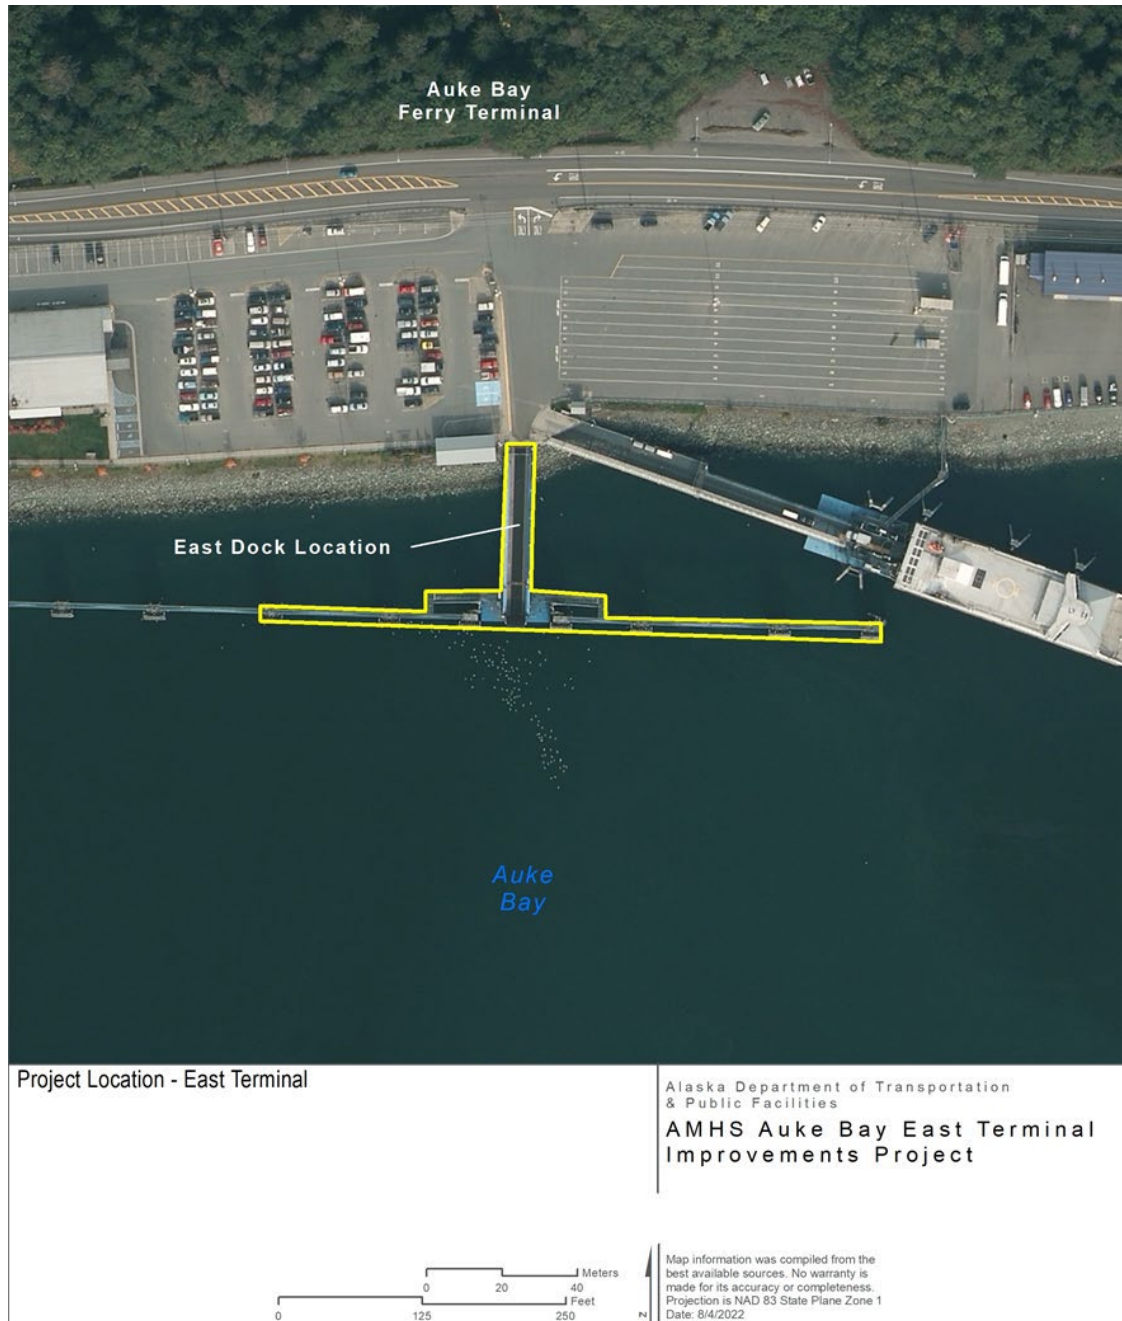 Auke Bay
Ferry Terminal
East Dock Location
Auke
Bay
Project Location - East Terminal
Alaska Department of Transportation
& Public Facilities
AMHS Auke Bay East Terminal
Improvements Project
Meters
0 20 40
Feet
0 125 250
N
Map information was compiled from the
best available sources. No warranty is
made for its accuracy or completeness.
Projection is NAD 83 State Plane Zone 1
Date: 8/4/2022